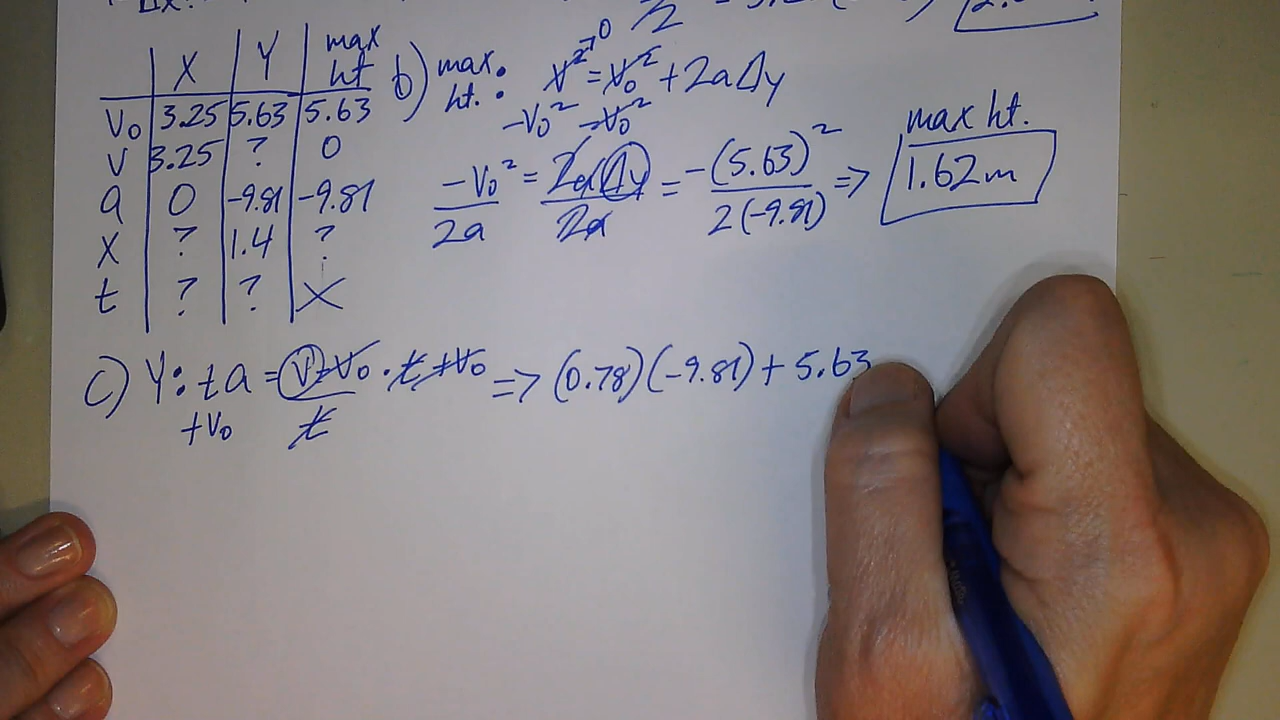 X | Y | max ht
V₀ | 3.25 | 5.63 | 5.63
V | 3.25 | ? | 0
a | 0 | -9.81 | -9.81
X | ? | 1.4 | ?
t | ? | ? | X
b) max. ht. : V²→0 = V₀² + 2aΔy
-V₀² -V₀²
-V₀²/2a = 2aΔy/2a = -(5.63)²/2(-9.81) => 1.62m
max ht.
c) Y: ta = V-V₀/t · t +V₀ => (0.78)(-9.81) + 5.63
+V₀